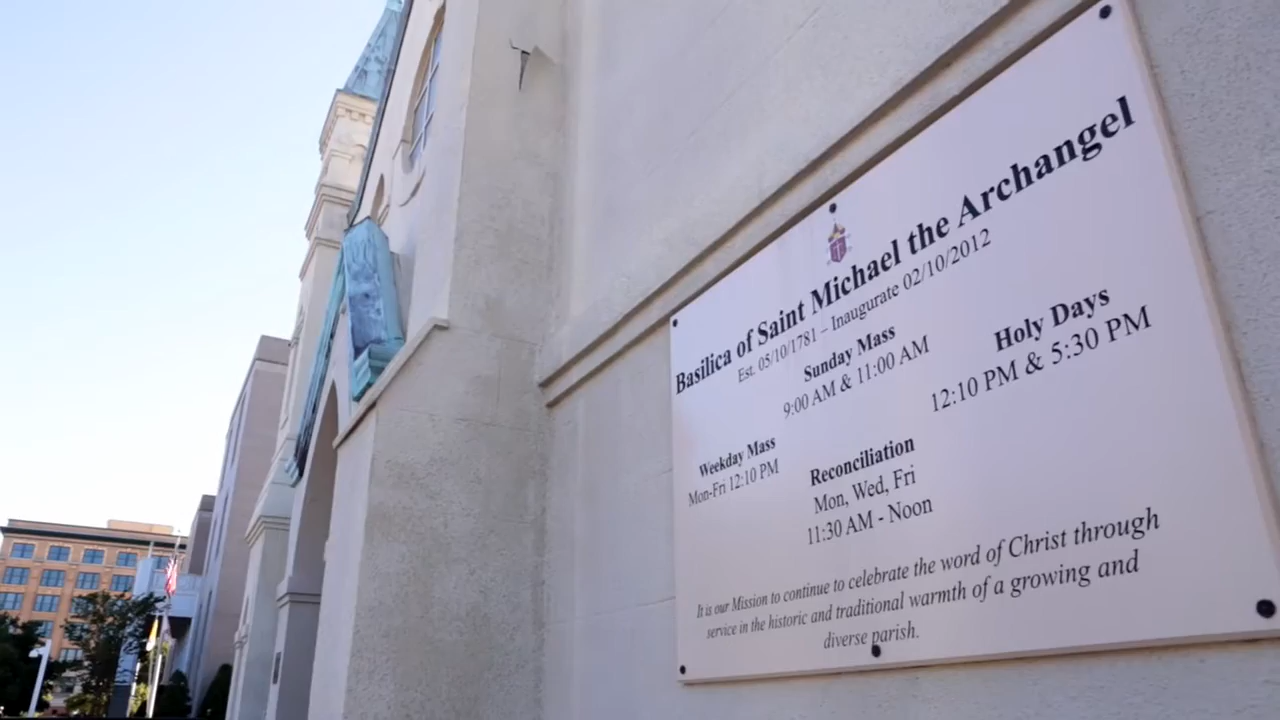 Basilica of Saint Michael the Archangel
Est. 05/10/1781 – Inaugurate 02/10/2012
Sunday Mass
9:00 AM & 11:00 AM
Holy Days
12:10 PM & 5:30 PM
Weekday Mass
Mon-Fri 12:10 PM
Reconciliation
Mon, Wed, Fri
11:30 AM - Noon
It is our Mission to continue to celebrate the word of Christ through
service in the historic and traditional warmth of a growing and
diverse parish.